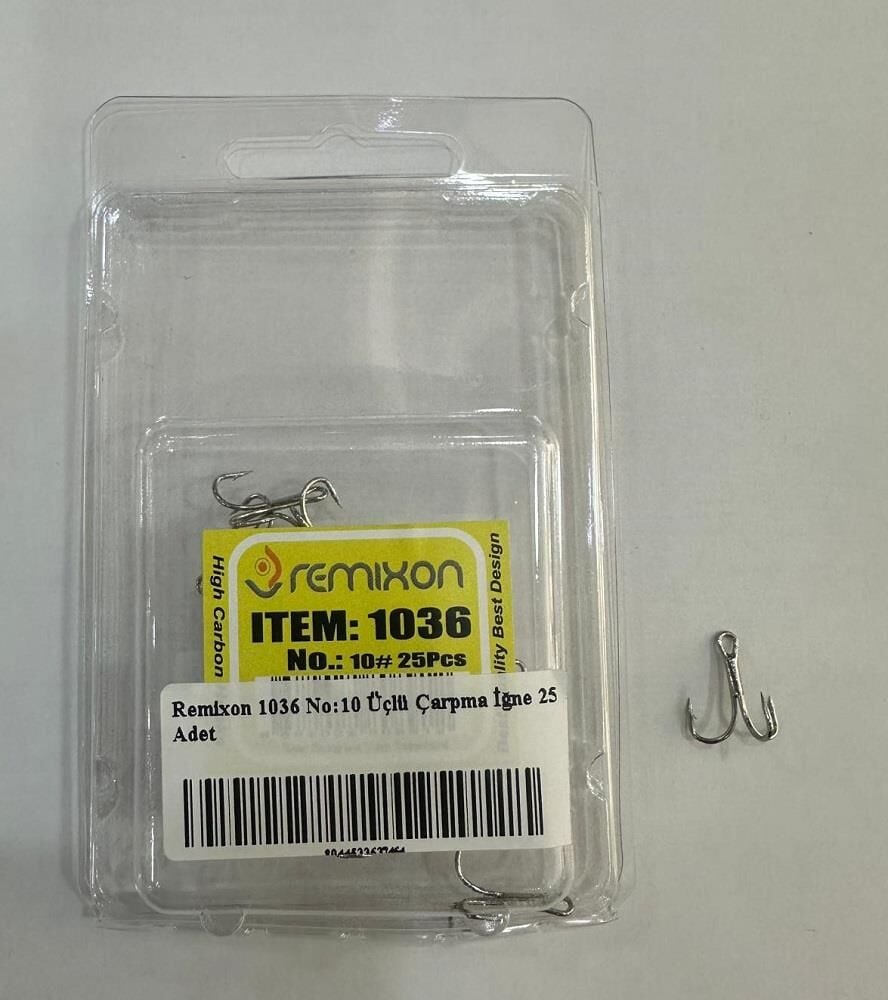 remixon
ITEM: 1036
No.: 10# 25Pcs
High Carbon
lity Best Design
Remixon 1036 No:10 Üçlü Çarpma İğne 25
Adet